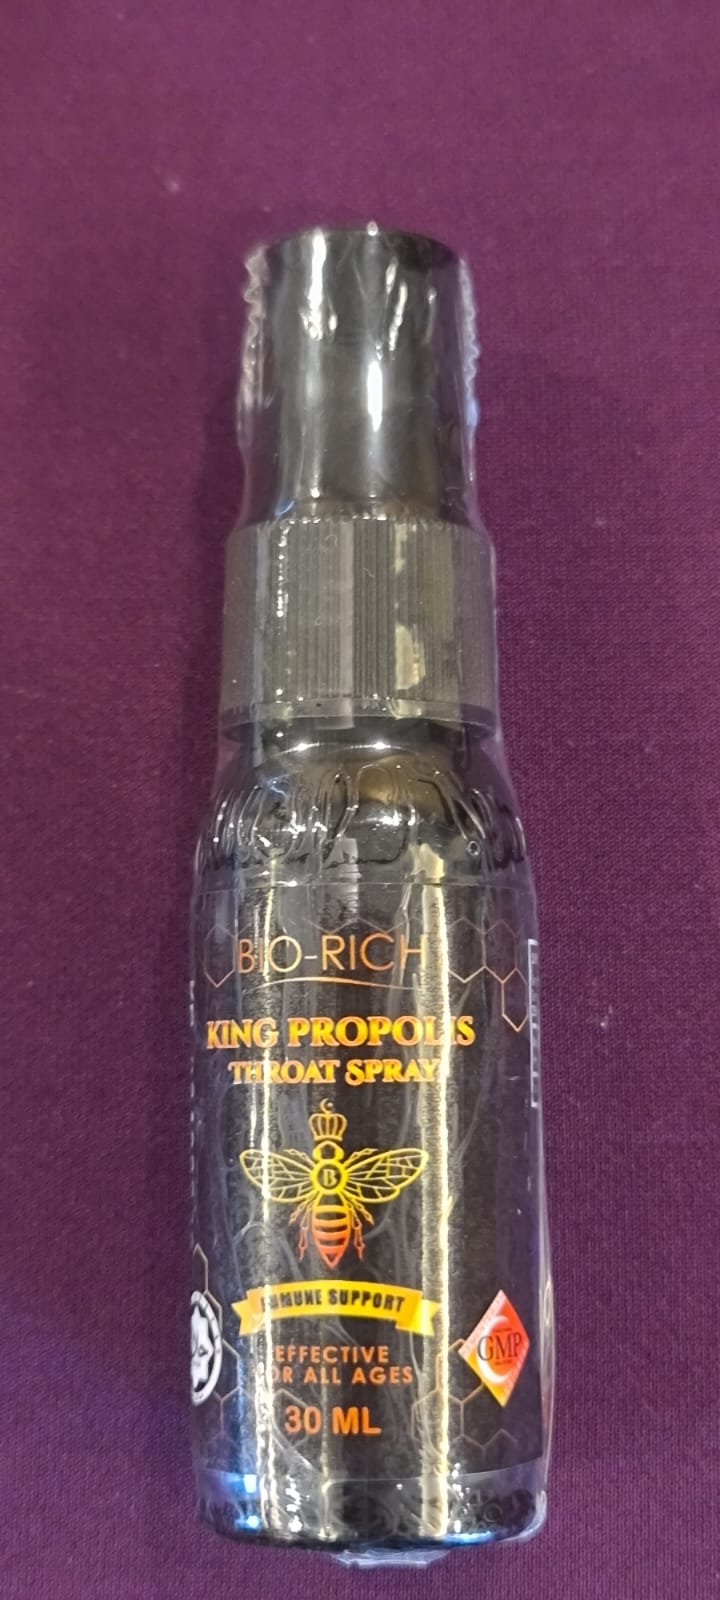 BIO-RICH
KING PROPOLIS
THROAT SPRAY
B
IMMUNE SUPPORT
EFFECTIVE
FOR ALL AGES
GMP
30 ML